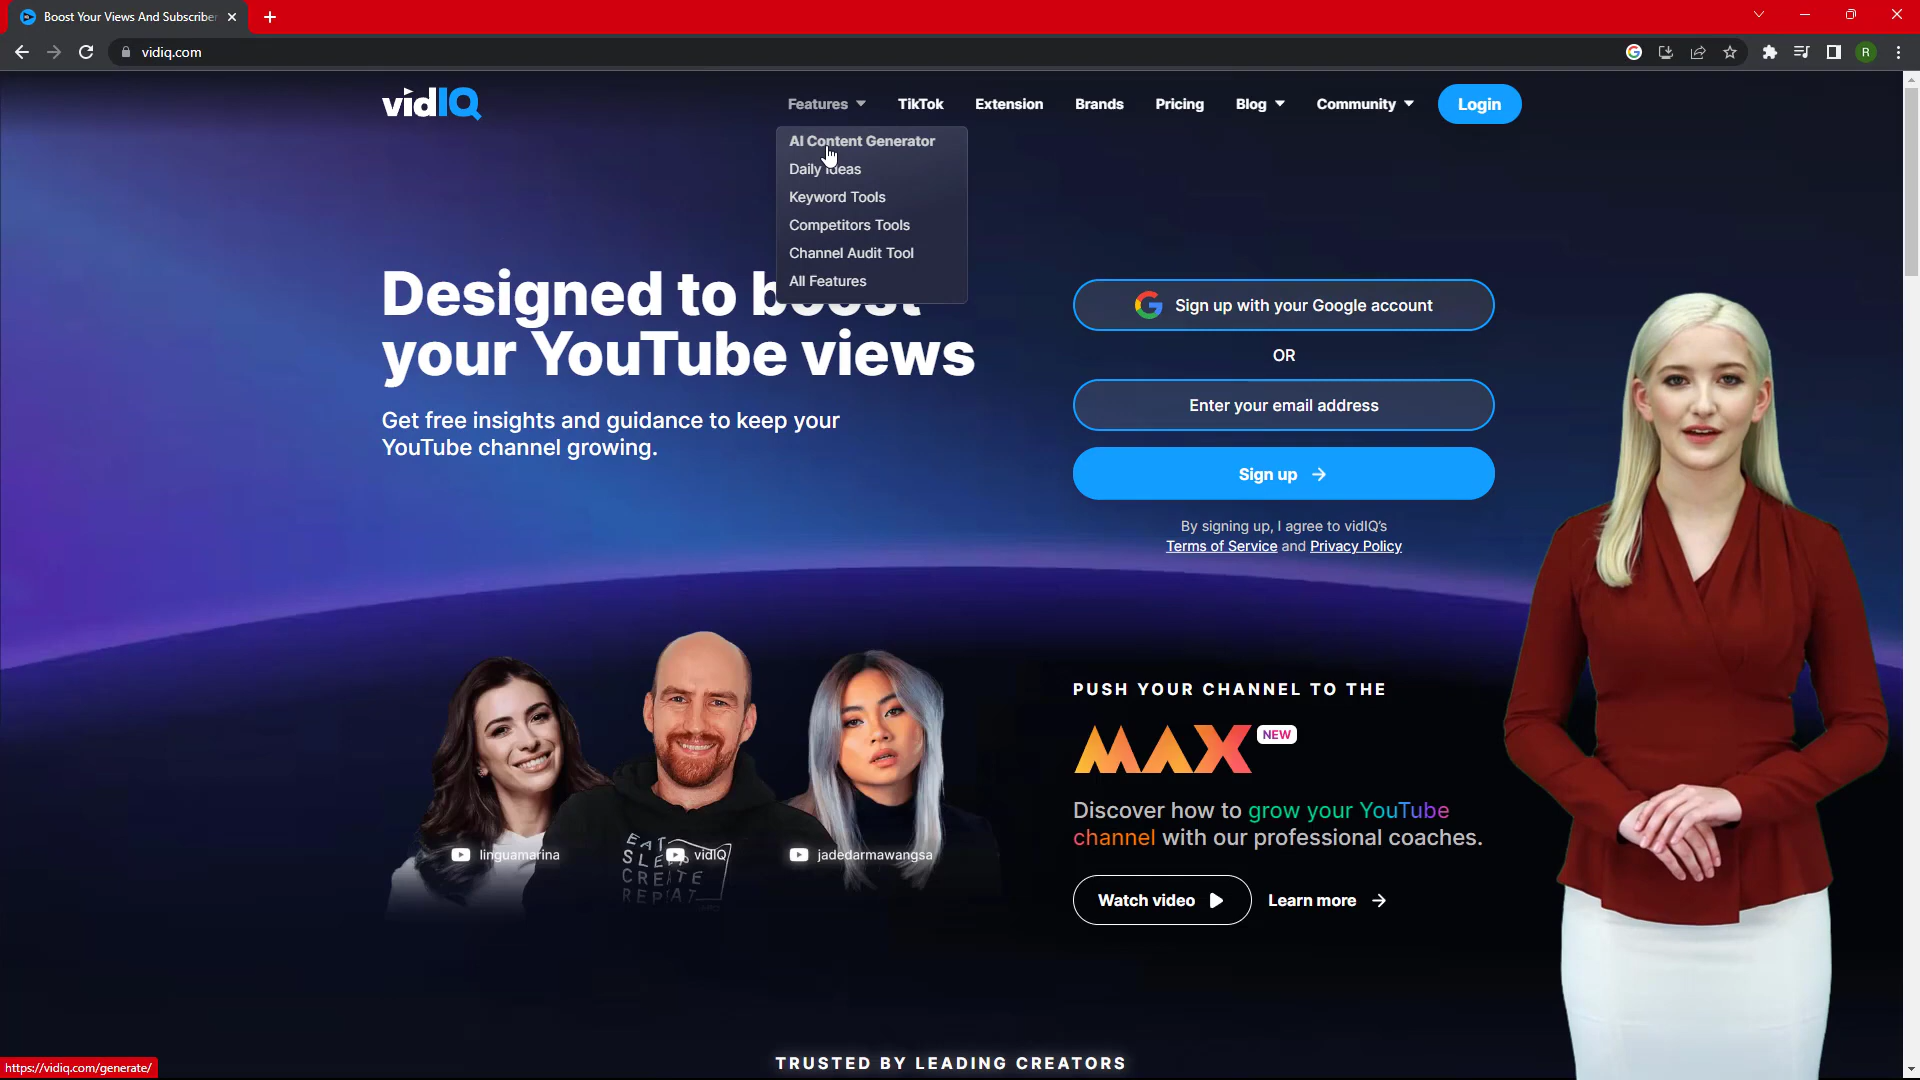 Boost Your Views And Subscriber
vidiq.com
R
vidIQ
Features
TikTok
Extension
Brands
Pricing
Blog
Community
Login
AI Content Generator
Daily Ideas
Keyword Tools
Competitors Tools
Channel Audit Tool
All Features
Designed to boost
your YouTube views
Get free insights and guidance to keep your
YouTube channel growing.
Sign up with your Google account
OR
Enter your email address
Sign up
By signing up, I agree to vidIQ's
Terms of Service and Privacy Policy
EAT
SLEEP
CREATE
REPEAT
linguamarina
vidIQ
jadedarmawangsa
PUSH YOUR CHANNEL TO THE
MAX NEW
Discover how to grow your YouTube
channel with our professional coaches.
Watch video
Learn more
TRUSTED BY LEADING CREATORS
https://vidiq.com/generate/